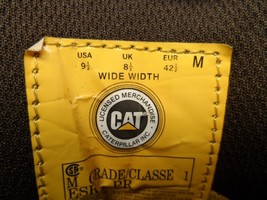 USA UK EUR M
9½ 8½ 42½
WIDE WIDTH
LICENSED MERCHANDISE
CAT
CATERPILLAR INC.
GRADE/CLASSE 1
M
PR